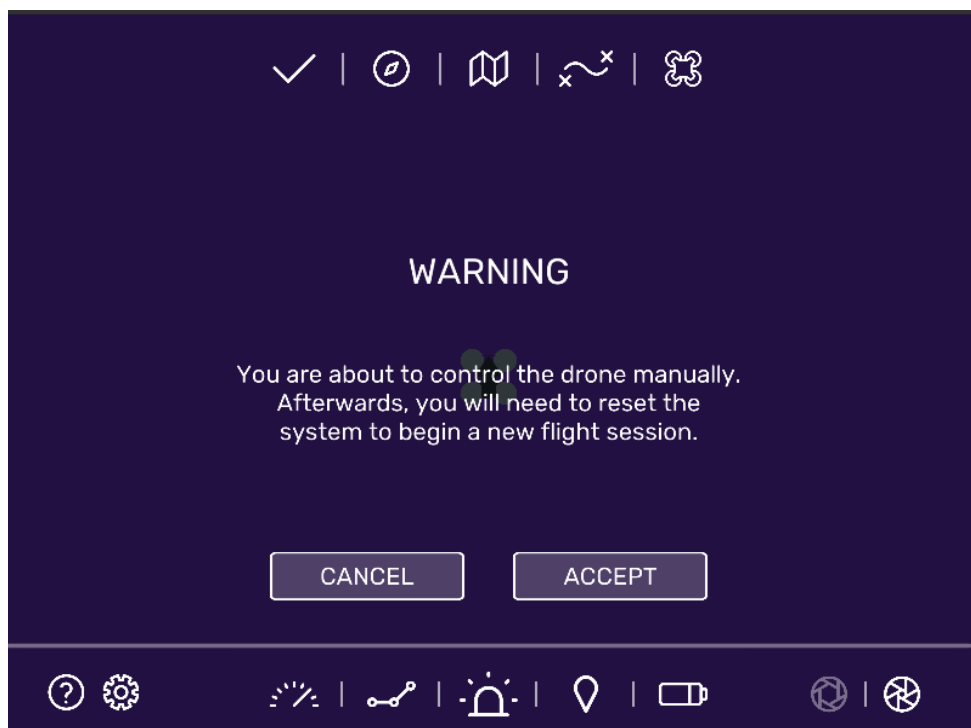 WARNING
You are about to control the drone manually.
Afterwards, you will need to reset the
system to begin a new flight session.
CANCEL
ACCEPT